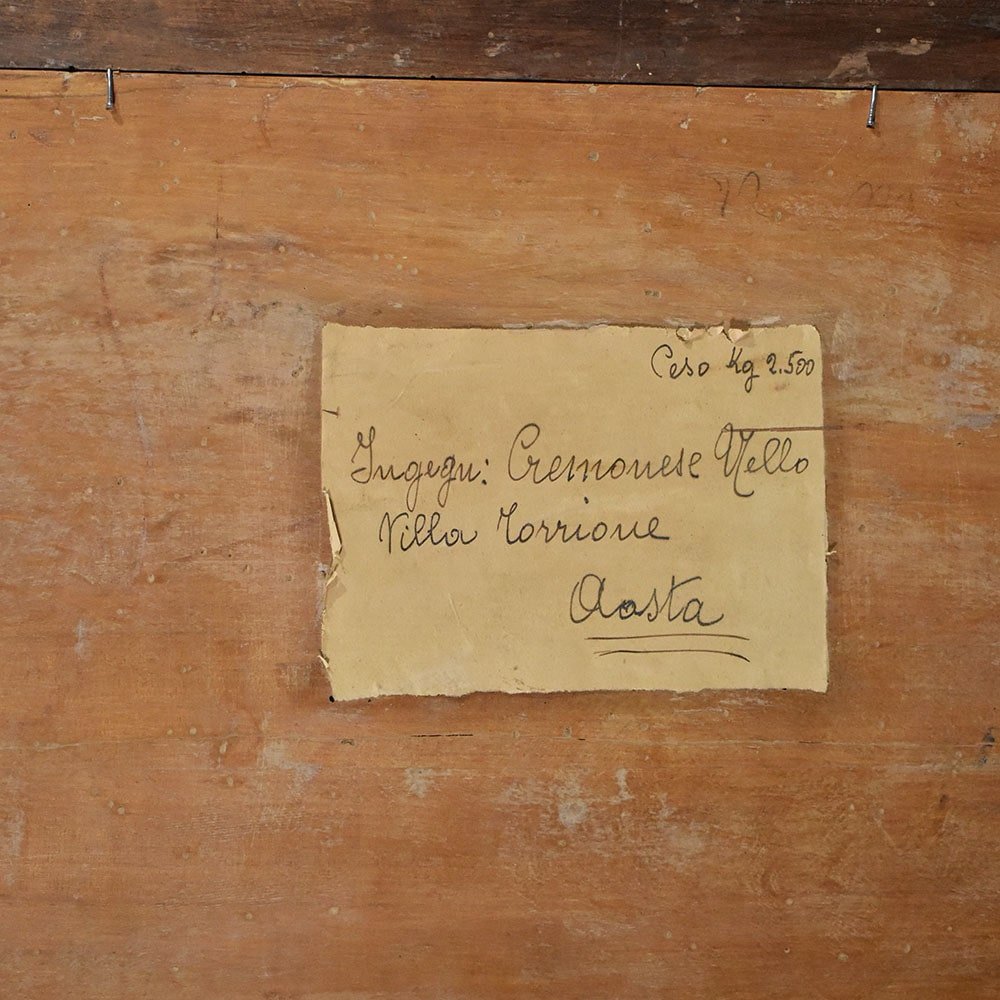 Peso Kg 2.500
Ingegn: Cremonese Nello
Villa Torrione
Aosta